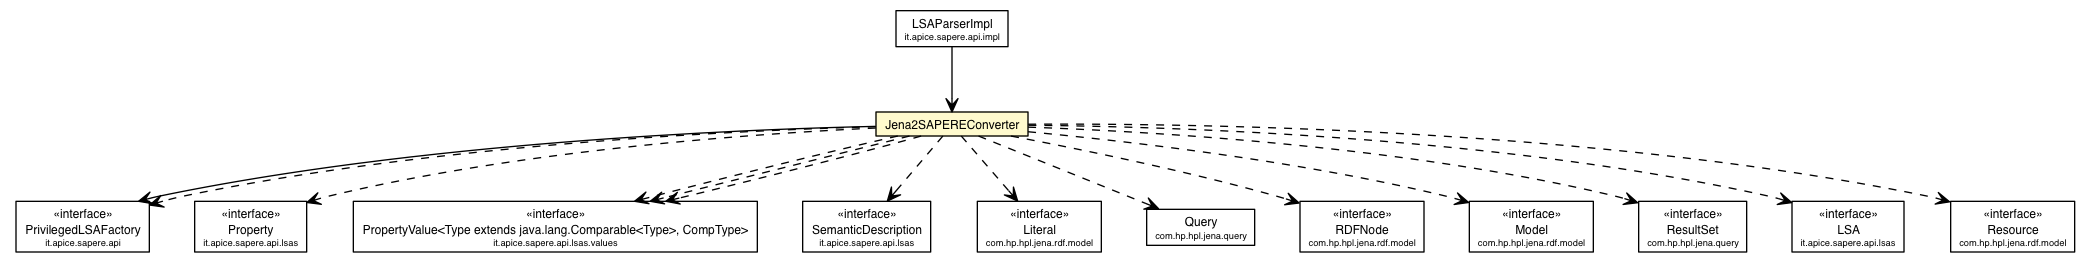 LSAParserImpl
it.apice.sapere.api.impl
Jena2SAPEREConverter
«interface»
PrivilegedLSAFactory
it.apice.sapere.api
«interface»
Property
it.apice.sapere.api.lsas
«interface»
PropertyValue<Type extends java.lang.Comparable<Type>, CompType>
it.apice.sapere.api.lsas.values
«interface»
SemanticDescription
it.apice.sapere.api.lsas
«interface»
Literal
com.hp.hpl.jena.rdf.model
Query
com.hp.hpl.jena.query
«interface»
RDFNode
com.hp.hpl.jena.rdf.model
«interface»
Model
com.hp.hpl.jena.rdf.model
«interface»
ResultSet
com.hp.hpl.jena.query
«interface»
LSA
it.apice.sapere.api.lsas
«interface»
Resource
com.hp.hpl.jena.rdf.model